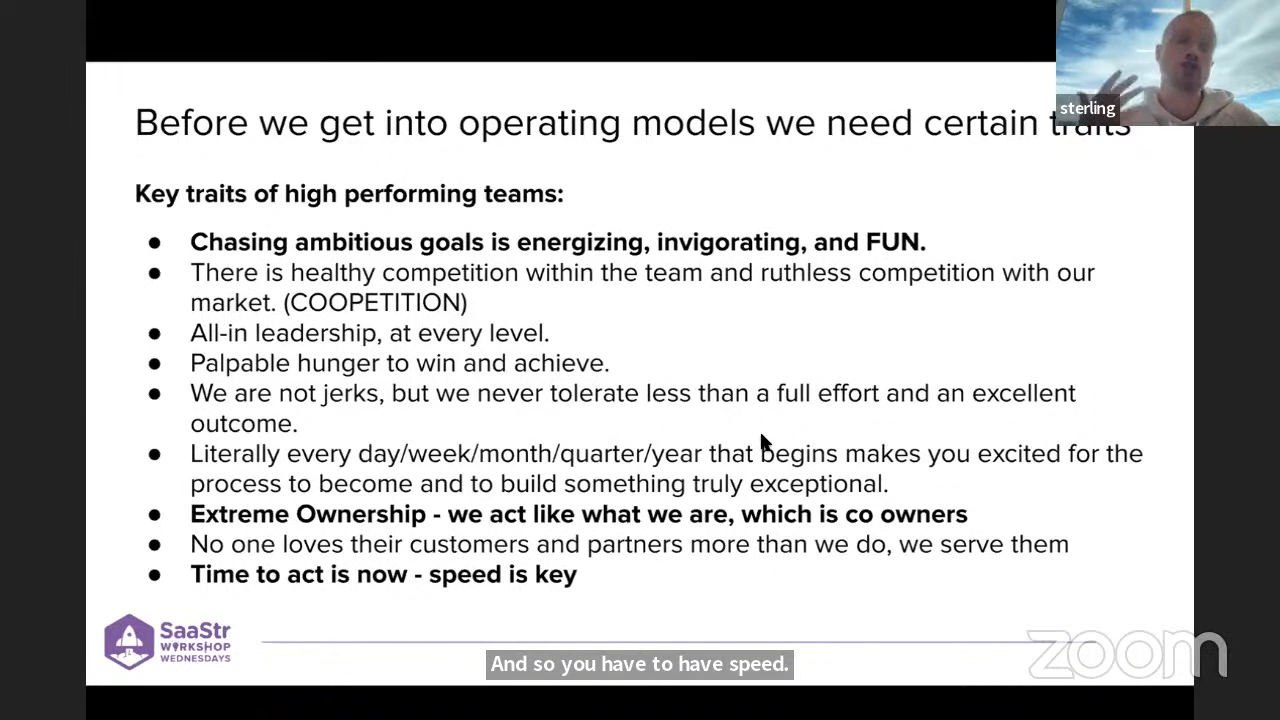 Before we get into operating models we need certain traits
sterling
Key traits of high performing teams:
● Chasing ambitious goals is energizing, invigorating, and FUN.
● There is healthy competition within the team and ruthless competition with our
market. (COOPETITION)
● All-in leadership, at every level.
● Palpable hunger to win and achieve.
● We are not jerks, but we never tolerate less than a full effort and an excellent
outcome.
● Literally every day/week/month/quarter/year that begins makes you excited for the
process to become and to build something truly exceptional.
● Extreme Ownership - we act like what we are, which is co owners
● No one loves their customers and partners more than we do, we serve them
● Time to act is now - speed is key
SaaStr
WORKSHOP
WEDNESDAYS
And so you have to have speed.
zoom